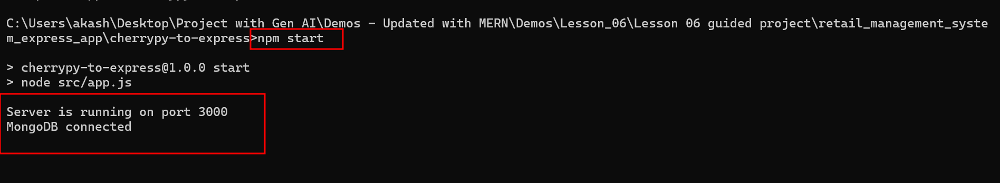 C:\Users\akash\Desktop\Project with Gen AI\Demos - Updated with MERN\Demos\Lesson_06\Lesson 06 guided project\retail_management_syste
m_express_app\cherrypy-to-express>npm start
> cherrypy-to-express@1.0.0 start
> node src/app.js
Server is running on port 3000
MongoDB connected